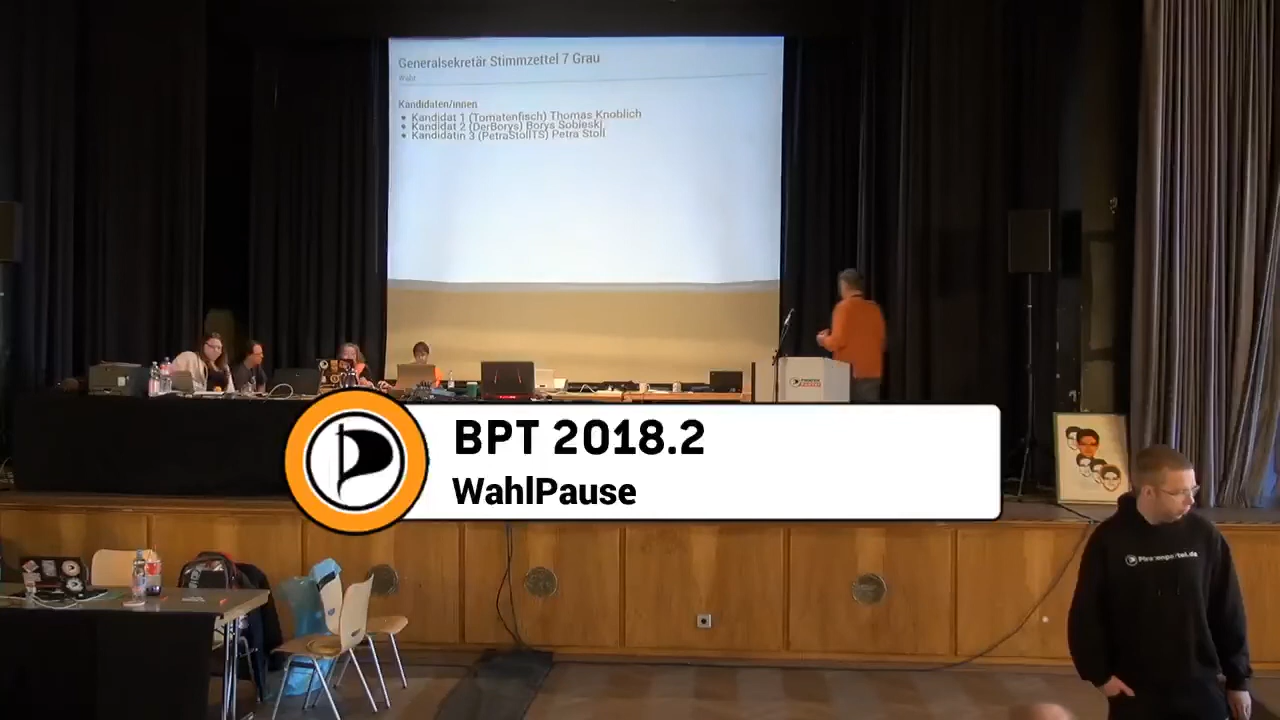 Generalsekretär Stimmzettel 7 Grau
Wahl
Kandidaten/innen
Kandidat 1 (Tomatenfisch) Thomas Knoblich
Kandidat 2 (DerBorys) Borys Sobieski
Kandidatin 3 (PetraStollTS) Petra Stoll
BPT 2018.2
WahlPause